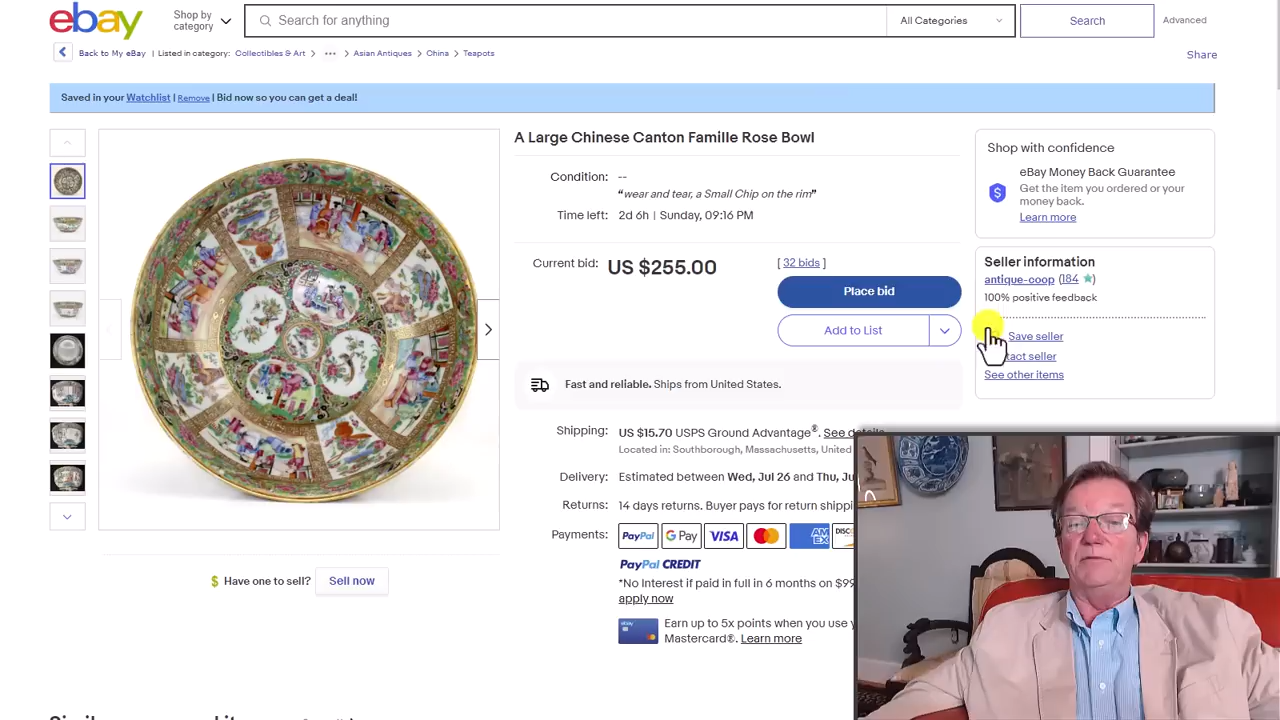 ebay
Shop by category
Search for anything
All Categories
Search
Advanced
Back to My eBay | Listed in category: Collectibles & Art > ... > Asian Antiques > China > Teapots
Share
Saved in your Watchlist | Remove | Bid now so you can get a deal!
A Large Chinese Canton Famille Rose Bowl
Condition: --
“wear and tear, a Small Chip on the rim”
Time left: 2d 6h | Sunday, 09:16 PM
Current bid: US $255.00
[ 32 bids ]
Place bid
Add to List
Fast and reliable. Ships from United States.
Shipping: US $15.70 USPS Ground Advantage®. See details
Located in: Southborough, Massachusetts, United
Delivery: Estimated between Wed, Jul 26 and Thu,
Returns: 14 days returns. Buyer pays for return
Payments: PayPal G Pay VISA MasterCard AM EX
PayPal CREDIT
*No Interest if paid in full in 6 months on
apply now
Earn up to 5x points when you use
Mastercard®. Learn more
Have one to sell? Sell now
Shop with confidence
eBay Money Back Guarantee
Get the item you ordered or your
money back.
Learn more
Seller information
antique-coop (184)
100% positive feedback
Save seller
tact seller
See other items